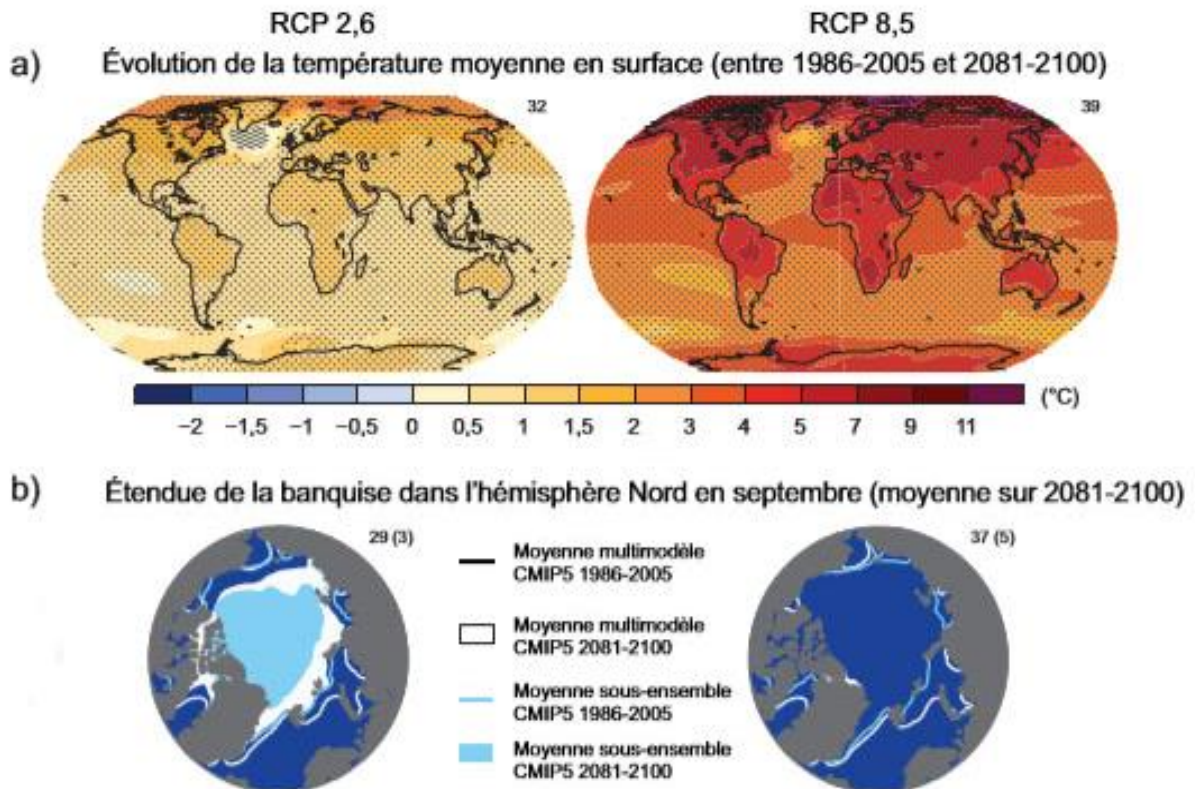 RCP 2,6
RCP 8,5
a)
Évolution de la température moyenne en surface (entre 1986-2005 et 2081-2100)
32
39
−2 −1,5 −1 −0,5 0 0,5 1 1,5 2 3 4 5 7 9 11
(°C)
b)
Étendue de la banquise dans l'hémisphère Nord en septembre (moyenne sur 2081-2100)
29 (3)
37 (5)
Moyenne multimodèle
CMIP5 1986-2005
Moyenne multimodèle
CMIP5 2081-2100
Moyenne sous-ensemble
CMIP5 1986-2005
Moyenne sous-ensemble
CMIP5 2081-2100